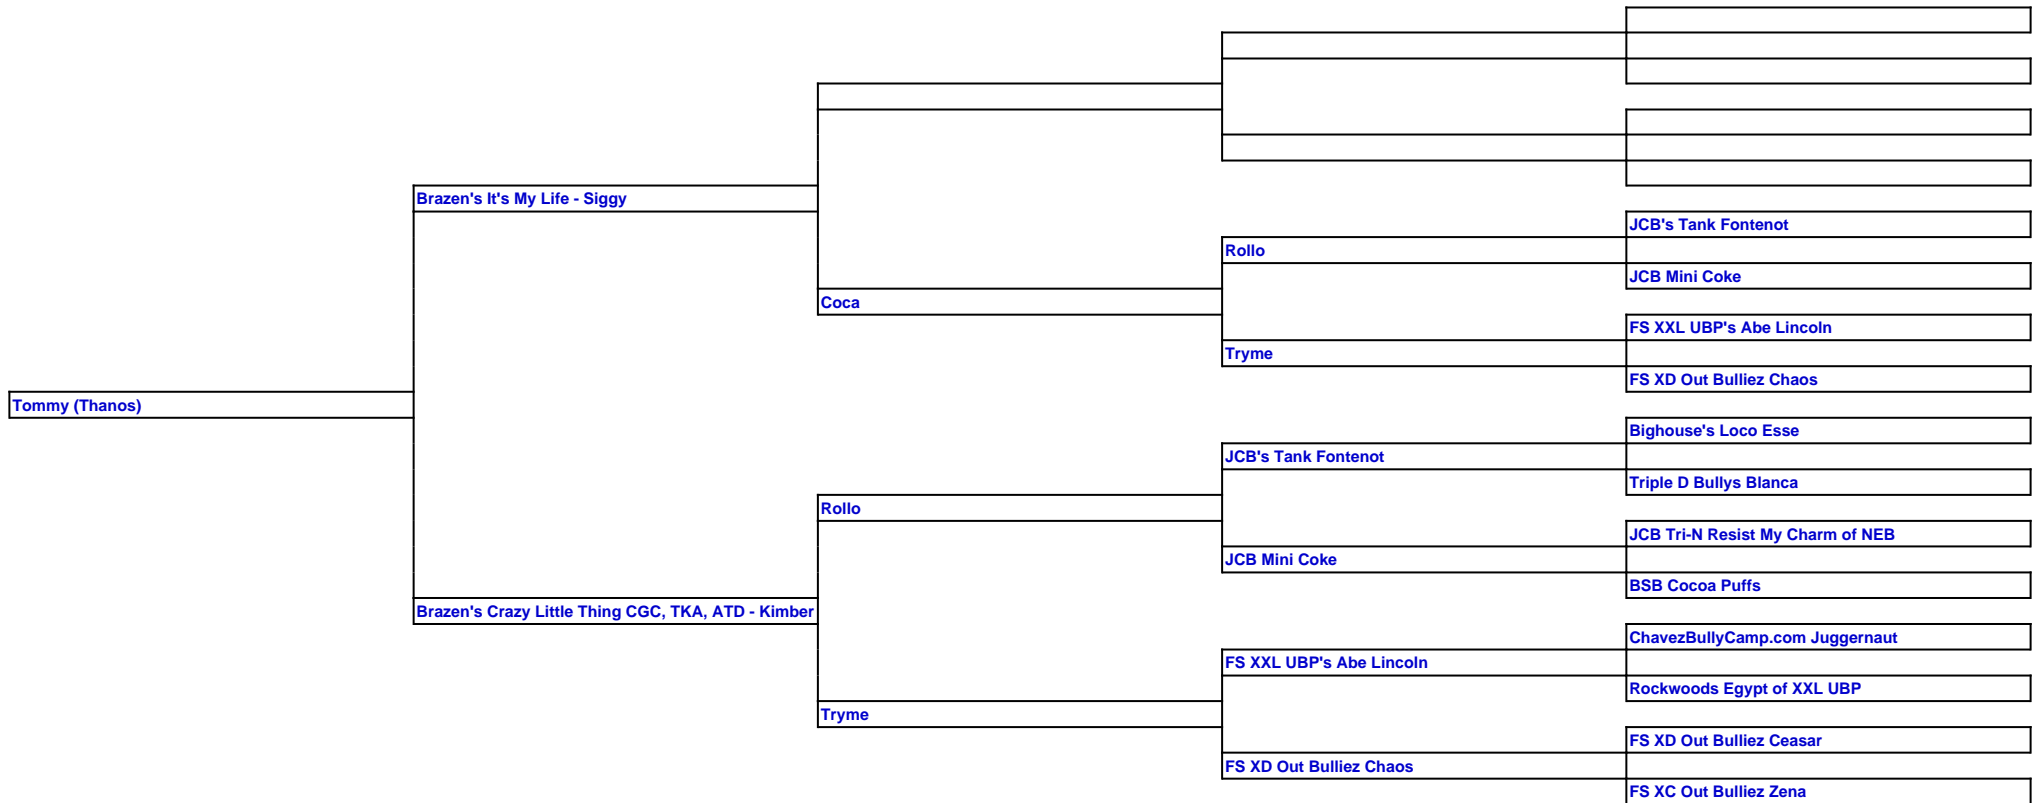 Brazen's It's My Life - Siggy
JCB's Tank Fontenot
Rollo
JCB Mini Coke
Coca
FS XXL UBP's Abe Lincoln
Tryme
FS XD Out Bulliez Chaos
Tommy (Thanos)
Bighouse's Loco Esse
JCB's Tank Fontenot
Triple D Bullys Blanca
Rollo
JCB Tri-N Resist My Charm of NEB
JCB Mini Coke
BSB Cocoa Puffs
Brazen's Crazy Little Thing CGC, TKA, ATD - Kimber
ChavezBullyCamp.com Juggernaut
FS XXL UBP's Abe Lincoln
Rockwoods Egypt of XXL UBP
Tryme
FS XD Out Bulliez Ceasar
FS XD Out Bulliez Chaos
FS XC Out Bulliez Zena